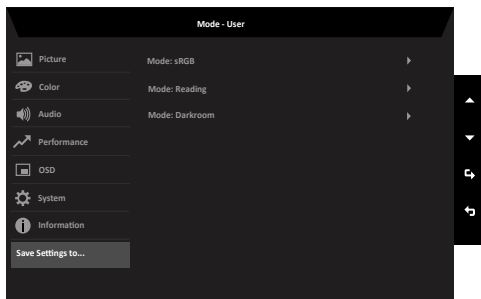 Mode - User
Picture
Color
Audio
Performance
OSD
System
Information
Save Settings to...
Mode: sRGB
Mode: Reading
Mode: Darkroom